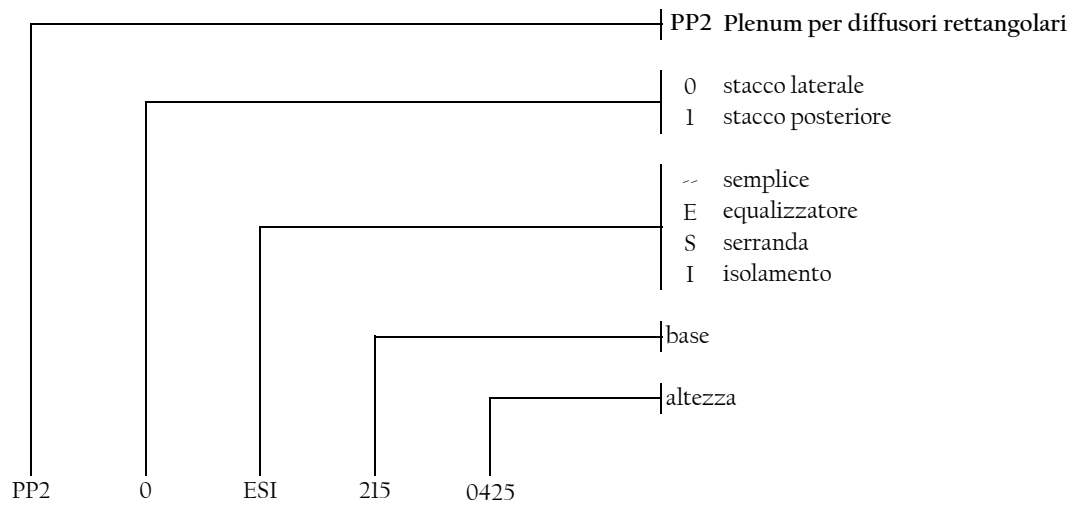 PP2 Plenum per diffusori rettangolari
0 stacco laterale
1 stacco posteriore
-- semplice
E equalizzatore
S serranda
I isolamento
base
altezza
PP2 0 ESI 215 0425